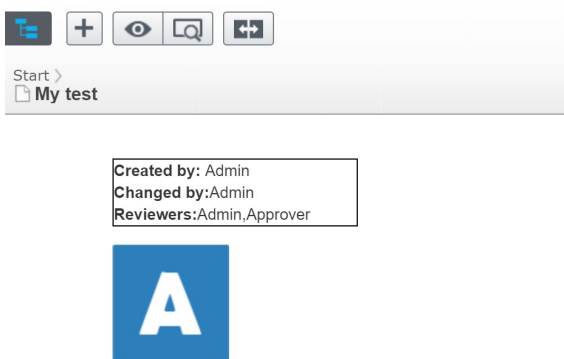 Start
My test
Created by: Admin
Changed by:Admin
Reviewers:Admin,Approver
A